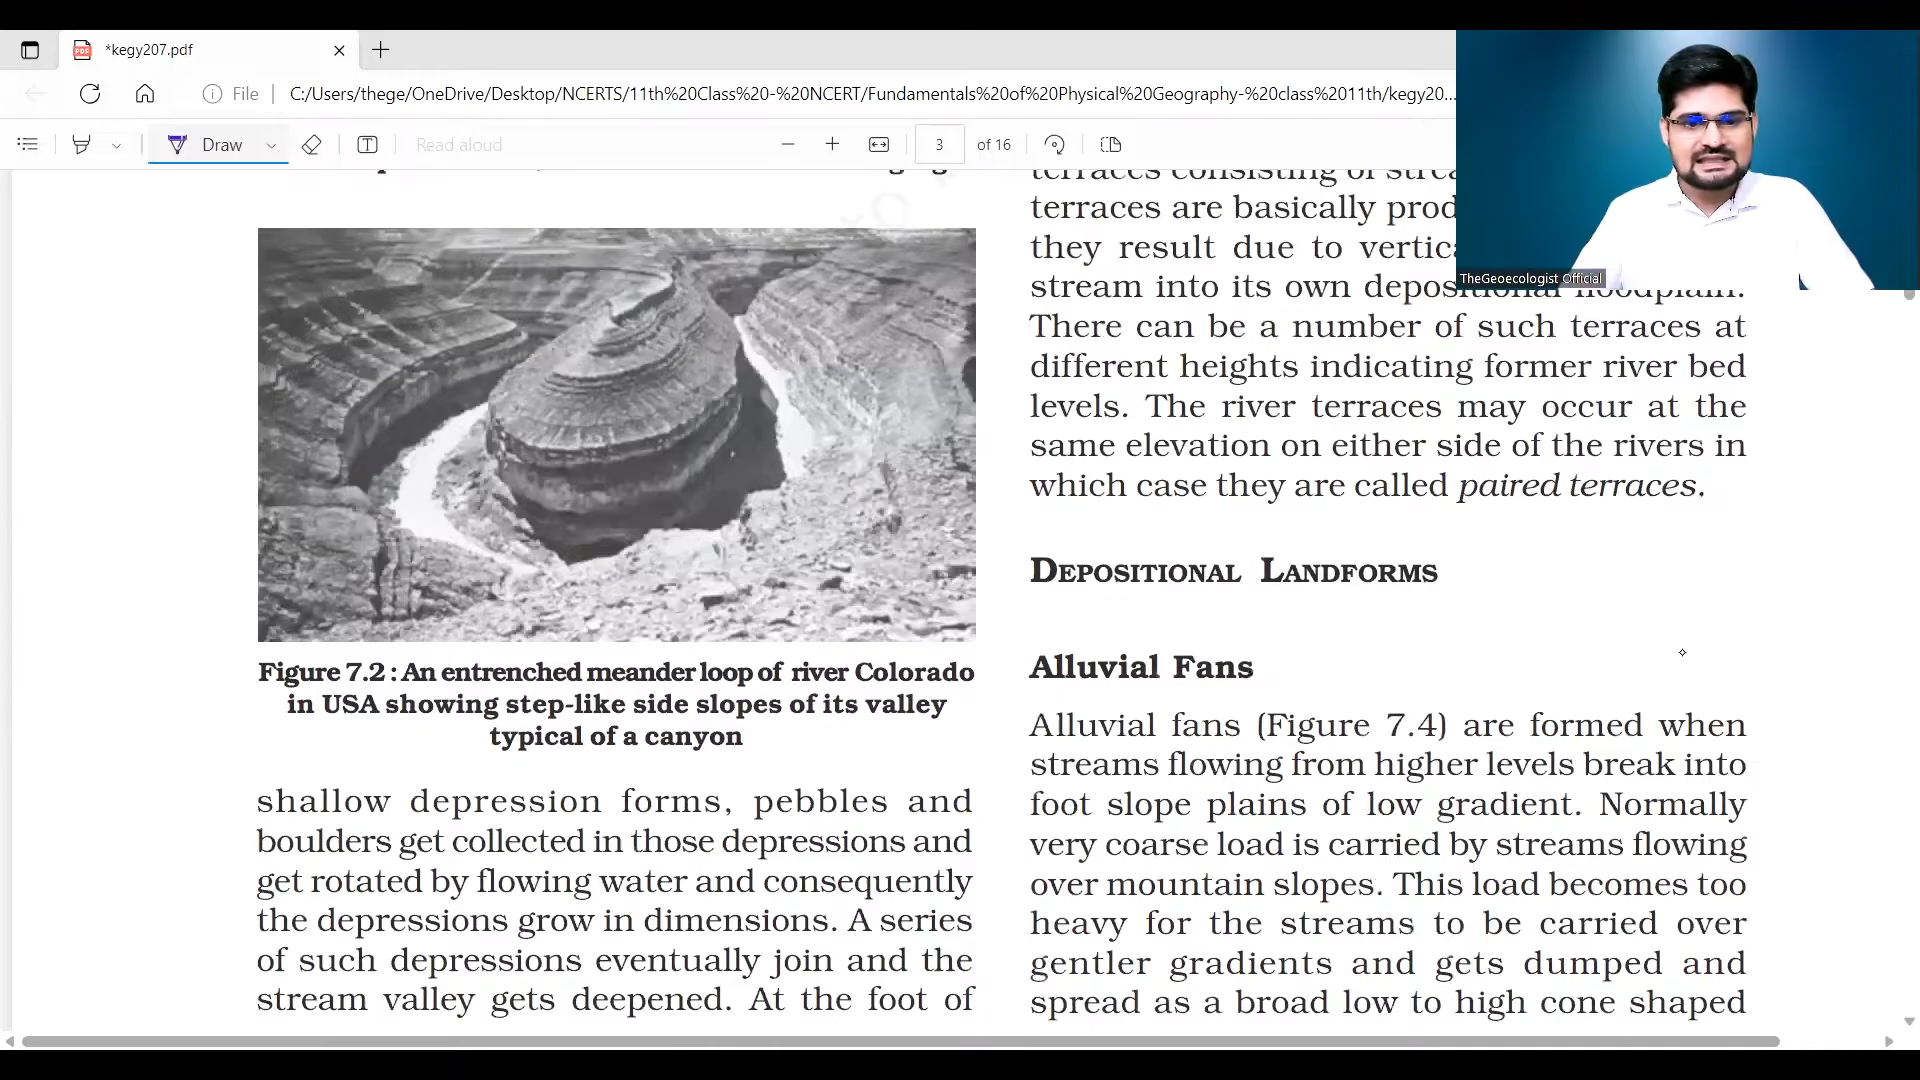 *kegy207.pdf
File
C:/Users/thege/OneDrive/Desktop/NCERTS/11th%20Class%20-%20NCERT/Fundamentals%20of%20Physical%20Geography-%20class%2011th/kegy20...
Draw
Read aloud
3
of 16
TheGeoecologist Official
Figure 7.2 : An entrenched meander loop of river Colorado
in USA showing step-like side slopes of its valley
typical of a canyon
shallow depression forms, pebbles and
boulders get collected in those depressions and
get rotated by flowing water and consequently
the depressions grow in dimensions. A series
of such depressions eventually join and the
stream valley gets deepened. At the foot of
terraces consisting of
terraces are basically
they result due to
stream into its own depositional floodplain.
There can be a number of such terraces at
different heights indicating former river bed
levels. The river terraces may occur at the
same elevation on either side of the rivers in
which case they are called paired terraces.
DEPOSITIONAL LANDFORMS
Alluvial Fans
Alluvial fans (Figure 7.4) are formed when
streams flowing from higher levels break into
foot slope plains of low gradient. Normally
very coarse load is carried by streams flowing
over mountain slopes. This load becomes too
heavy for the streams to be carried over
gentler gradients and gets dumped and
spread as a broad low to high cone shaped